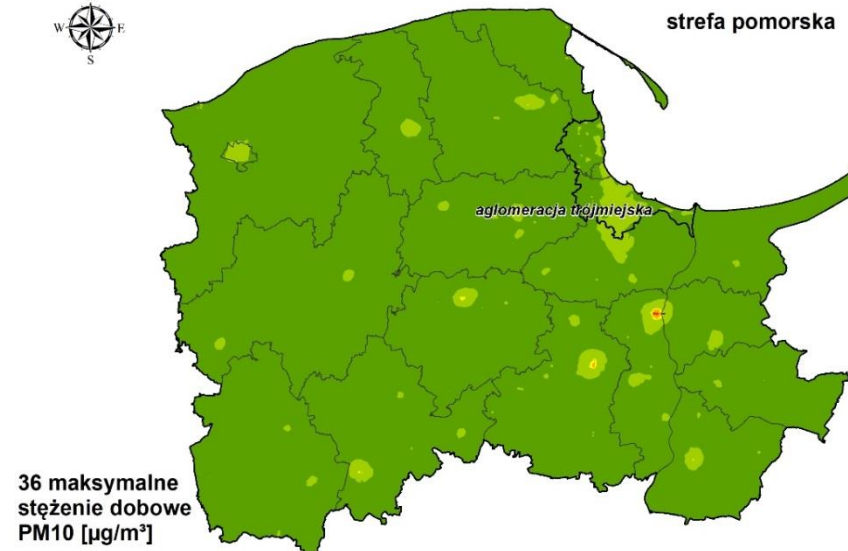 N
W
E
S
strefa pomorska
aglomeracja trójmiejska
36 maksymalne
stężenie dobowe
PM10 [µg/m³]